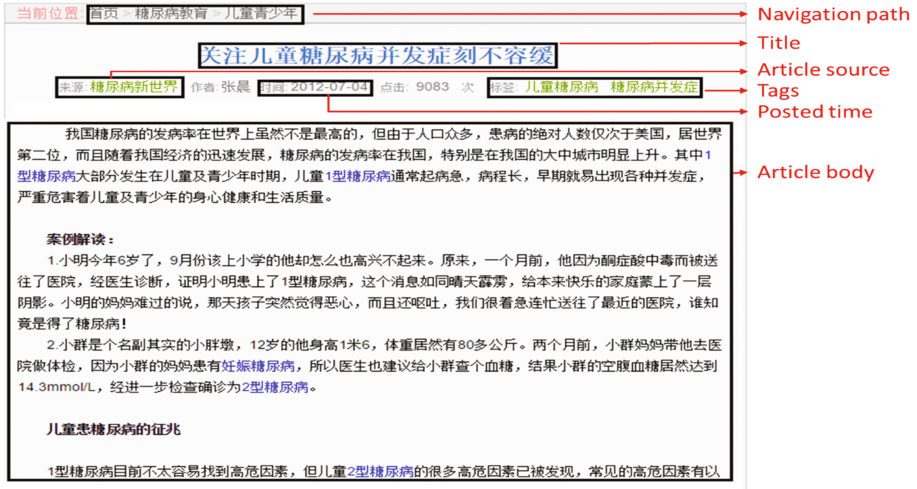 当前位置: 首页 > 糖尿病教育 > 儿童青少年
Navigation path
关注儿童糖尿病并发症刻不容缓
Title
来源: 糖尿病新世界 作者: 张晨 时间: 2012-07-04 点击: 9083 次 标签: 儿童糖尿病 糖尿病并发症
Article source
Tags
Posted time
我国糖尿病的发病率在世界上虽然不是最高的，但由于人口众多，患病的绝对人数仅次于美国，居世界
第二位，而且随着我国经济的迅速发展，糖尿病的发病率在我国，特别是在我国的大中城市明显上升。其中1
型糖尿病大部分发生在儿童及青少年时期，儿童1型糖尿病通常起病急，病程长，早期就易出现各种并发症，
严重危害着儿童及青少年的身心健康和生活质量。
Article body
案例解读：
1.小明今年6岁了，9月份该上小学的他却怎么也高兴不起来。原来，一个月前，他因为酮症酸中毒而被送
往了医院，经医生诊断，证明小明患上了1型糖尿病，这个消息如同晴天霹雳，给本来快乐的家庭蒙上了一层
阴影。小明的妈妈难过的说，那天孩子突然觉得恶心，而且还呕吐，我们很着急连忙送往了最近的医院，谁知
竟是得了糖尿病！
2.小群是个名副其实的小胖墩，12岁的他身高1米6，体重居然有80多公斤。两个月前，小群妈妈带他去医
院做体检，因为小群的妈妈患有妊娠糖尿病，所以医生也建议给小群查个血糖，结果小群的空腹血糖居然达到
14.3mmol/L，经进一步检查确诊为2型糖尿病。
儿童患糖尿病的征兆
1型糖尿病目前不太容易找到高危因素，但儿童2型糖尿病的很多高危因素已被发现，常见的高危因素有以